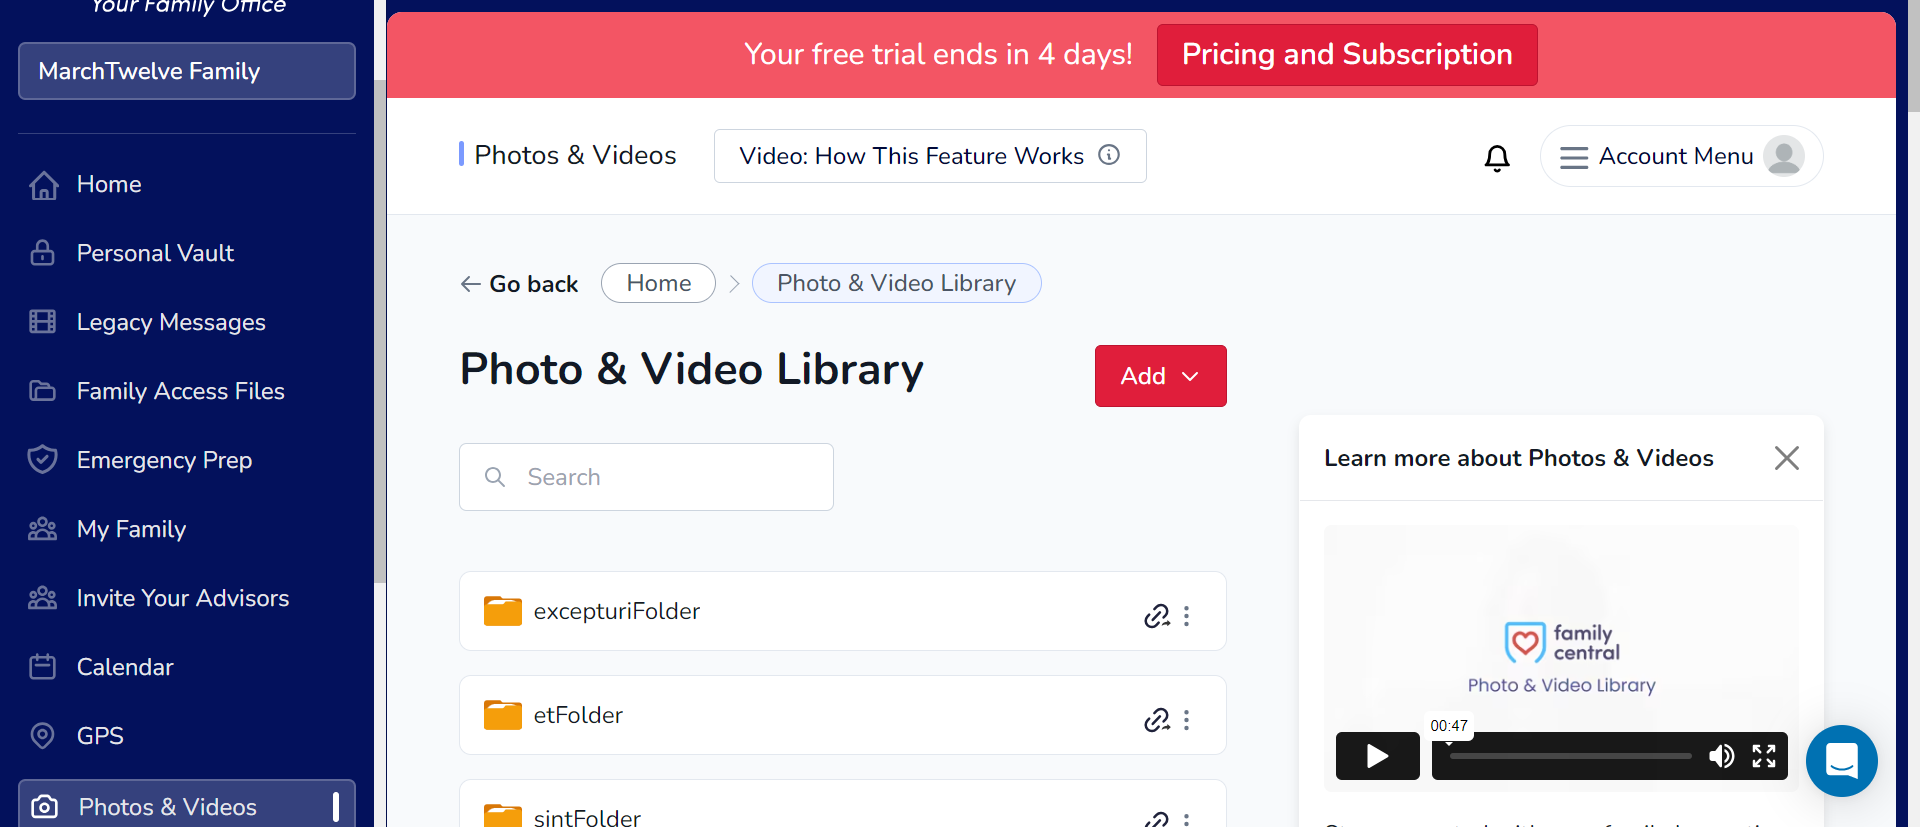 Your Family Office
MarchTwelve Family
Home
Personal Vault
Legacy Messages
Family Access Files
Emergency Prep
My Family
Invite Your Advisors
Calendar
GPS
Photos & Videos
Your free trial ends in 4 days!
Pricing and Subscription
Photos & Videos
Video: How This Feature Works
Account Menu
Go back
Home
Photo & Video Library
Photo & Video Library
Add
Search
excepturiFolder
etFolder
sintFolder
Learn more about Photos & Videos
family
central
Photo & Video Library
00:47